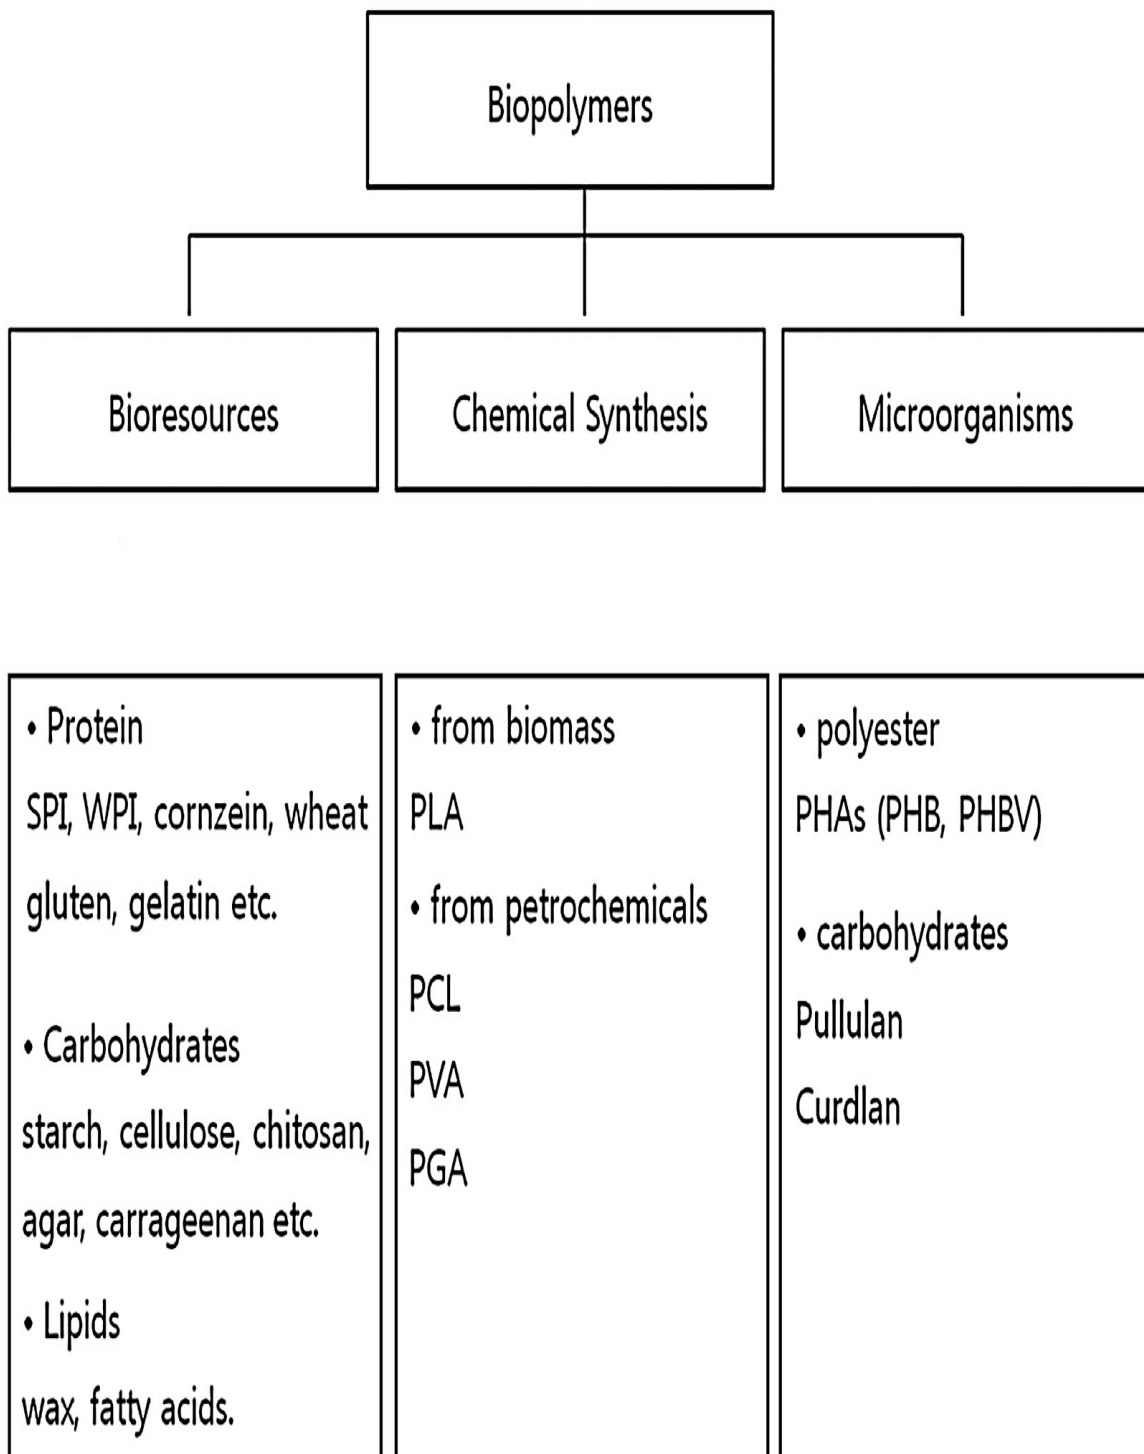 Biopolymers
Bioresources
Chemical Synthesis
Microorganisms
• Protein
SPI, WPI, cornzein, wheat
gluten, gelatin etc.
• Carbohydrates
starch, cellulose, chitosan,
agar, carrageenan etc.
• Lipids
wax, fatty acids.
• from biomass
PLA
• from petrochemicals
PCL
PVA
PGA
• polyester
PHAs (PHB, PHBV)
• carbohydrates
Pullulan
Curdlan